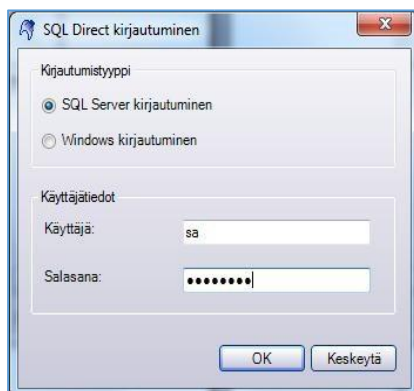 SQL Direct kirjautuminen
Kirjautumistyyppi
SQL Server kirjautuminen
Windows kirjautuminen
Käyttäjätiedot
Käyttäjä: sa
Salasana: ●●●●●●●●
OK Keskeytä